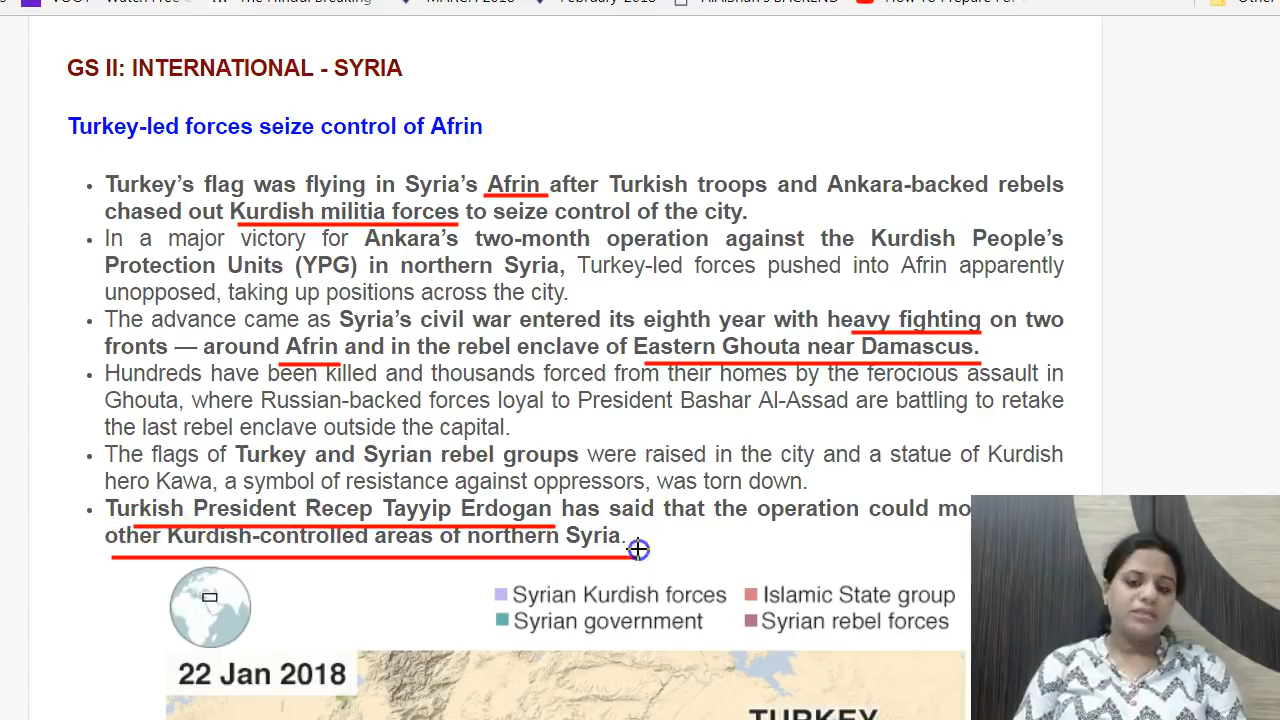 MARCH 2018
February-2018
How To Prepare For
GS II: INTERNATIONAL - SYRIA
Turkey-led forces seize control of Afrin
• Turkey's flag was flying in Syria's Afrin after Turkish troops and Ankara-backed rebels
chased out Kurdish militia forces to seize control of the city.
• In a major victory for Ankara's two-month operation against the Kurdish People's
Protection Units (YPG) in northern Syria, Turkey-led forces pushed into Afrin apparently
unopposed, taking up positions across the city.
• The advance came as Syria's civil war entered its eighth year with heavy fighting on two
fronts — around Afrin and in the rebel enclave of Eastern Ghouta near Damascus.
• Hundreds have been killed and thousands forced from their homes by the ferocious assault in
Ghouta, where Russian-backed forces loyal to President Bashar Al-Assad are battling to retake
the last rebel enclave outside the capital.
• The flags of Turkey and Syrian rebel groups were raised in the city and a statue of Kurdish
hero Kawa, a symbol of resistance against oppressors, was torn down.
• Turkish President Recep Tayyip Erdogan has said that the operation could mo
other Kurdish-controlled areas of northern Syria.
Syrian Kurdish forces
Islamic State group
Syrian government
Syrian rebel forces
22 Jan 2018
TURKEY